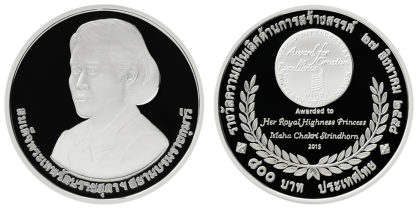 สมเด็จพระเทพรัตนราชสุดาฯ สยามบรมราชกุมารี
รางวัลความเป็นเลิศด้านการสร้างสรรค์ ๒๗ สิงหาคม
Award for
Creative
Excellence
Awarded to
Her Royal Highness Princess
Maha Chakri Sirindhorn
2015
๘๐๐ บาท ประเทศไทย